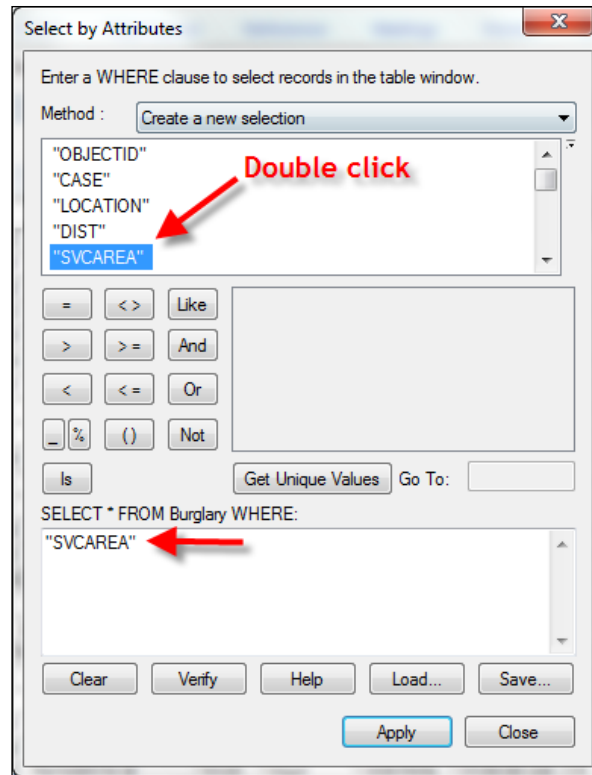 Select by Attributes
Enter a WHERE clause to select records in the table window.
Method : Create a new selection
"OBJECTID"
"CASE"
"LOCATION"
"DIST"
"SVCAREA"
Double click
= < > Like
> > = And
< < = Or
_ % ( ) Not
Is Get Unique Values Go To:
SELECT * FROM Burglary WHERE:
"SVCAREA"
Clear Verify Help Load... Save...
Apply Close